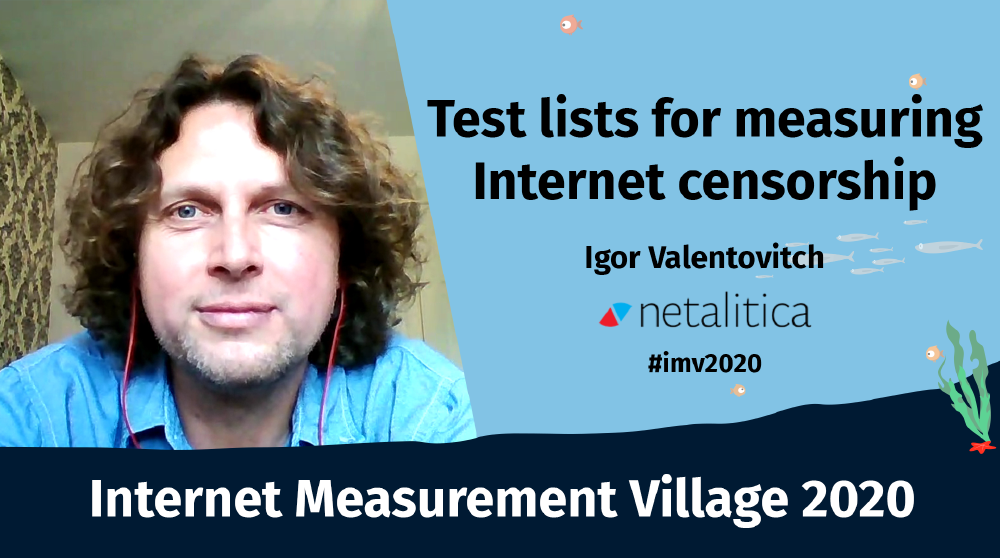 Test lists for measuring
Internet censorship
Igor Valentovitch
netalitica
#imv2020
Internet Measurement Village 2020